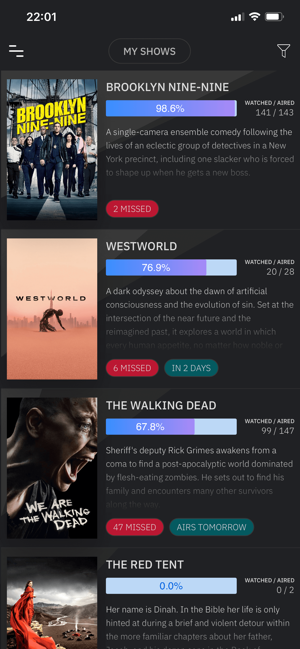 22:01
MY SHOWS
BROOKLYN NINE-NINE
BROOKLYN
NINE-NINE
98.6%
WATCHED / AIRED
141 / 143
A single-camera ensemble comedy following the
lives of an eclectic group of detectives in a New
York precinct, including one slacker who is forced
to shape up when he gets a new boss.
2 MISSED
WESTWORLD
WESTWORLD
76.9%
WATCHED / AIRED
20 / 28
A dark odyssey about the dawn of artificial
consciousness and the evolution of sin. Set at the
intersection of the near future and the
reimagined past, it explores a world in which
every human appetite, no matter how noble or
6 MISSED
IN 2 DAYS
THE WALKING DEAD
WE ARE
THE WALKING
DEAD
67.8%
WATCHED / AIRED
99 / 147
Sheriff's deputy Rick Grimes awakens from a
coma to find a post-apocalyptic world dominated
by flesh-eating zombies. He sets out to find his
family and encounters many other survivors
along the way.
47 MISSED
AIRS TOMORROW
THE RED TENT
0.0%
WATCHED / AIRED
0 / 2
Her name is Dinah. In the Bible her life is only
hinted at during a brief and violent detour within
the more familiar chapters about her father,